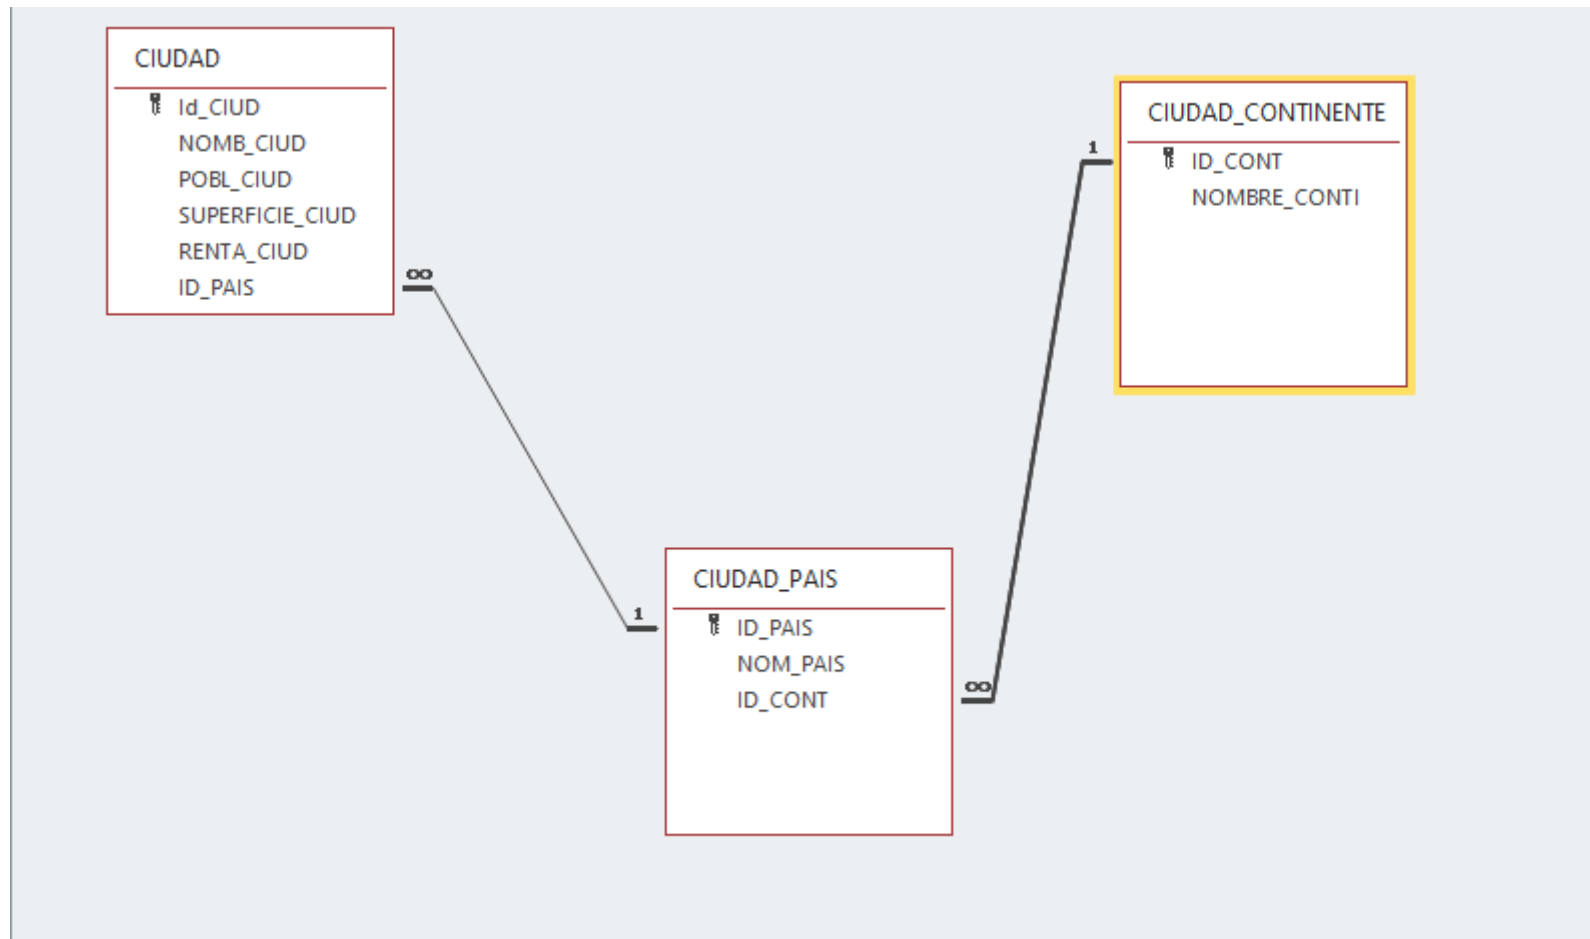 CIUDAD
Id_CIUD
NOMB_CIUD
POBL_CIUD
SUPERFICIE_CIUD
RENTA_CIUD
ID_PAIS
∞
1
CIUDAD_PAIS
ID_PAIS
NOM_PAIS
ID_CONT
∞
1
CIUDAD_CONTINENTE
ID_CONT
NOMBRE_CONTI